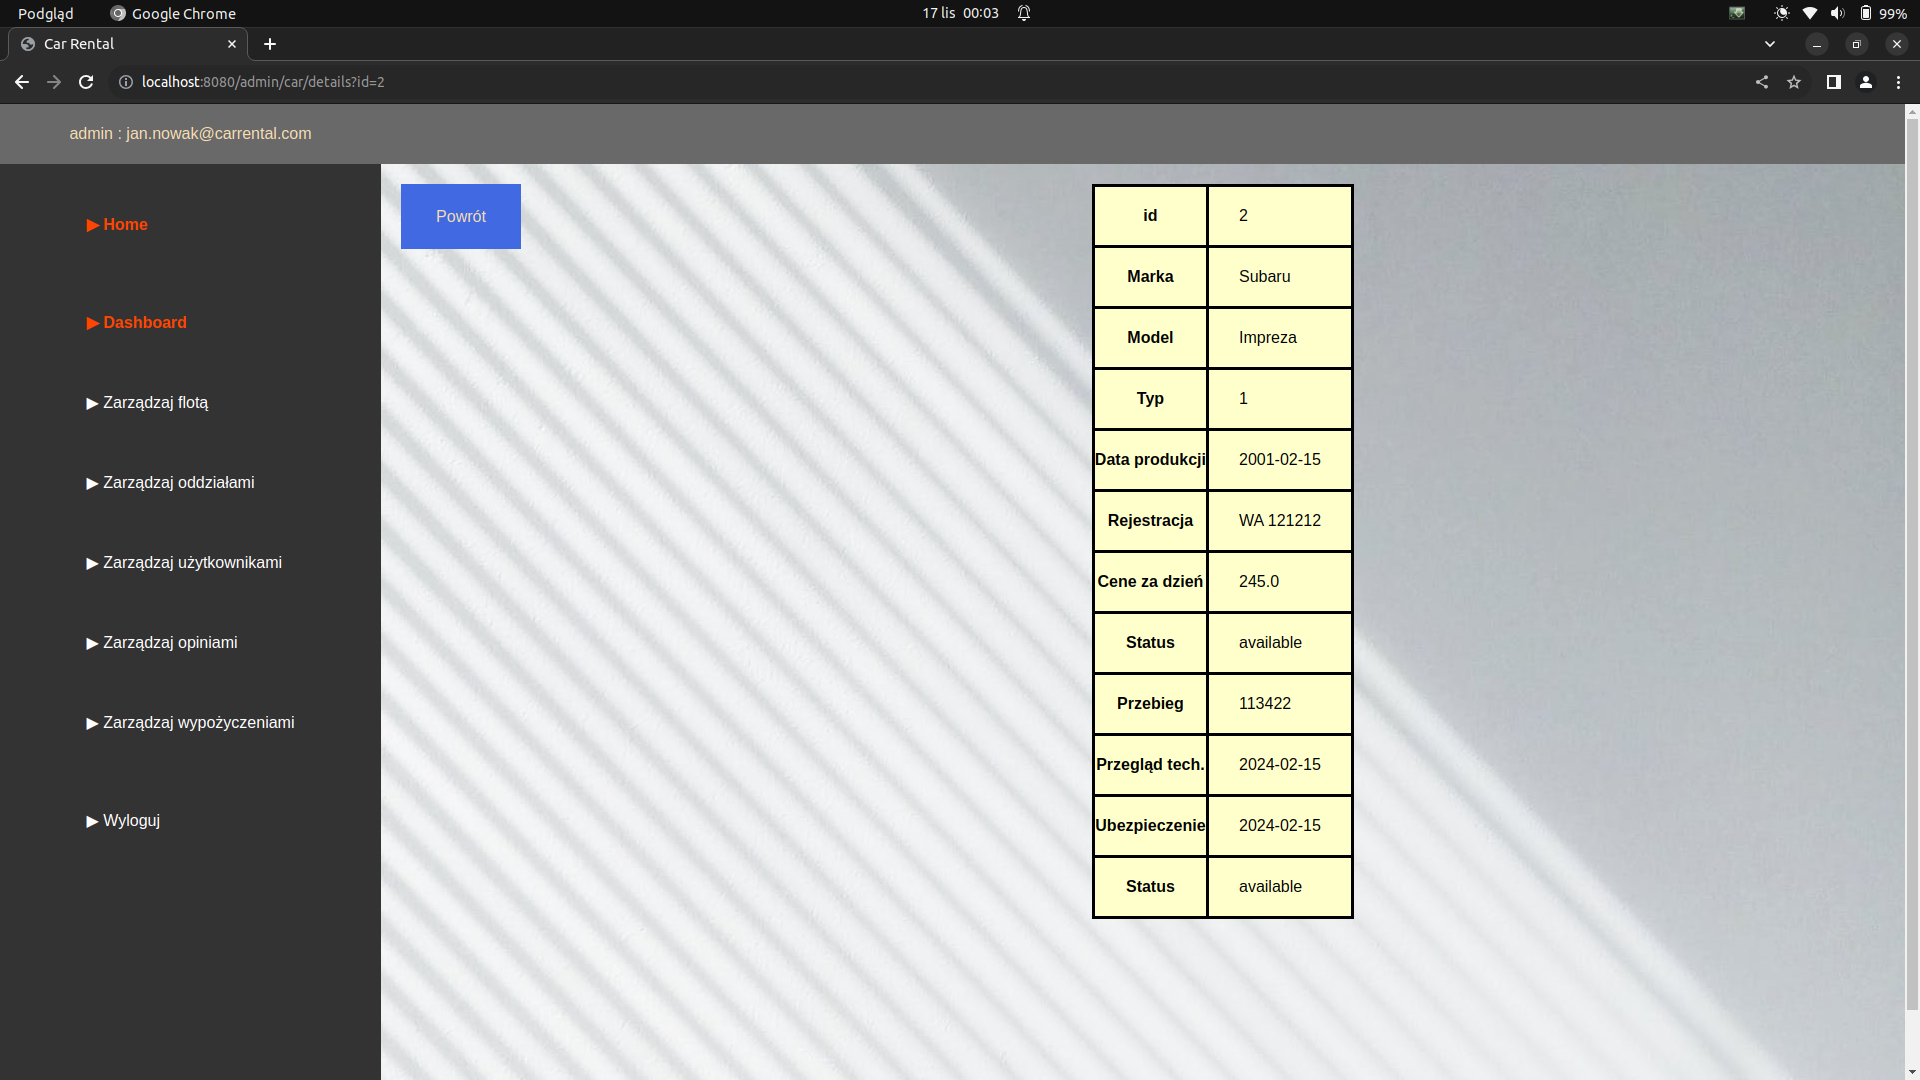 Podgląd Google Chrome 17 lis 00:03 99%
Car Rental
localhost:8080/admin/car/details?id=2
admin : jan.nowak@carrental.com
▶ Home
▶ Dashboard
▶ Zarządzaj flotą
▶ Zarządzaj oddziałami
▶ Zarządzaj użytkownikami
▶ Zarządzaj opiniami
▶ Zarządzaj wypożyczeniami
▶ Wyloguj
Powrót
id 2
Marka Subaru
Model Impreza
Typ 1
Data produkcji 2001-02-15
Rejestracja WA 121212
Cene za dzień 245.0
Status available
Przebieg 113422
Przegląd tech. 2024-02-15
Ubezpieczenie 2024-02-15
Status available